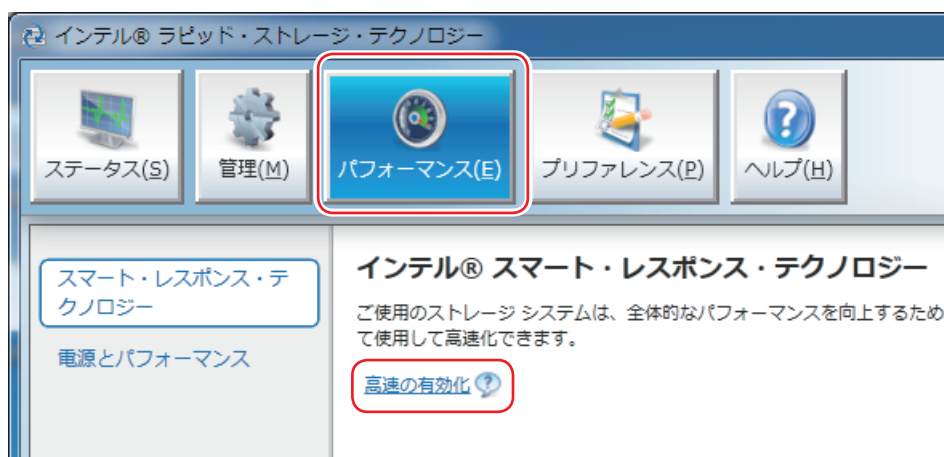 インテル® ラピッド・ストレージ・テクノロジー
ステータス(S)
管理(M)
パフォーマンス(E)
プリファレンス(P)
ヘルプ(H)
スマート・レスポンス・テ
クノロジー
電源とパフォーマンス
インテル® スマート・レスポンス・テクノロジー
ご使用のストレージ システムは、全体的なパフォーマンスを向上するため
て使用して高速化できます。
高速の有効化